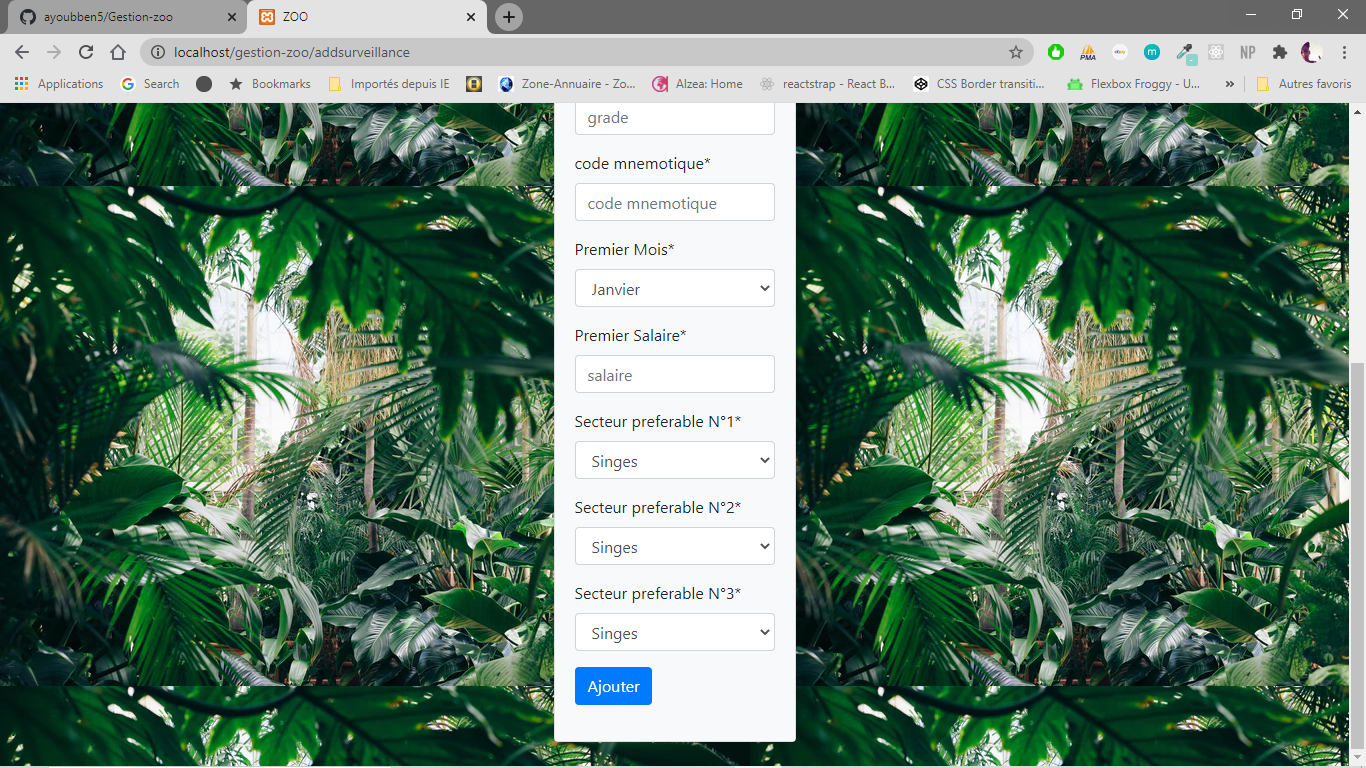 ayoubben5/Gestion-zoo
ZOO
localhost/gestion-zoo/addsurveillance
PMA
ebay
m
NP
Applications
Search
Bookmarks
Importés depuis IE
Zone-Annuaire - Zo...
Alzea: Home
reactstrap - React B...
CSS Border transiti...
Flexbox Froggy - U...
»
Autres favoris
grade
code mnemotique*
code mnemotique
Premier Mois*
Janvier
Premier Salaire*
salaire
Secteur preferable N°1*
Singes
Secteur preferable N°2*
Singes
Secteur preferable N°3*
Singes
Ajouter